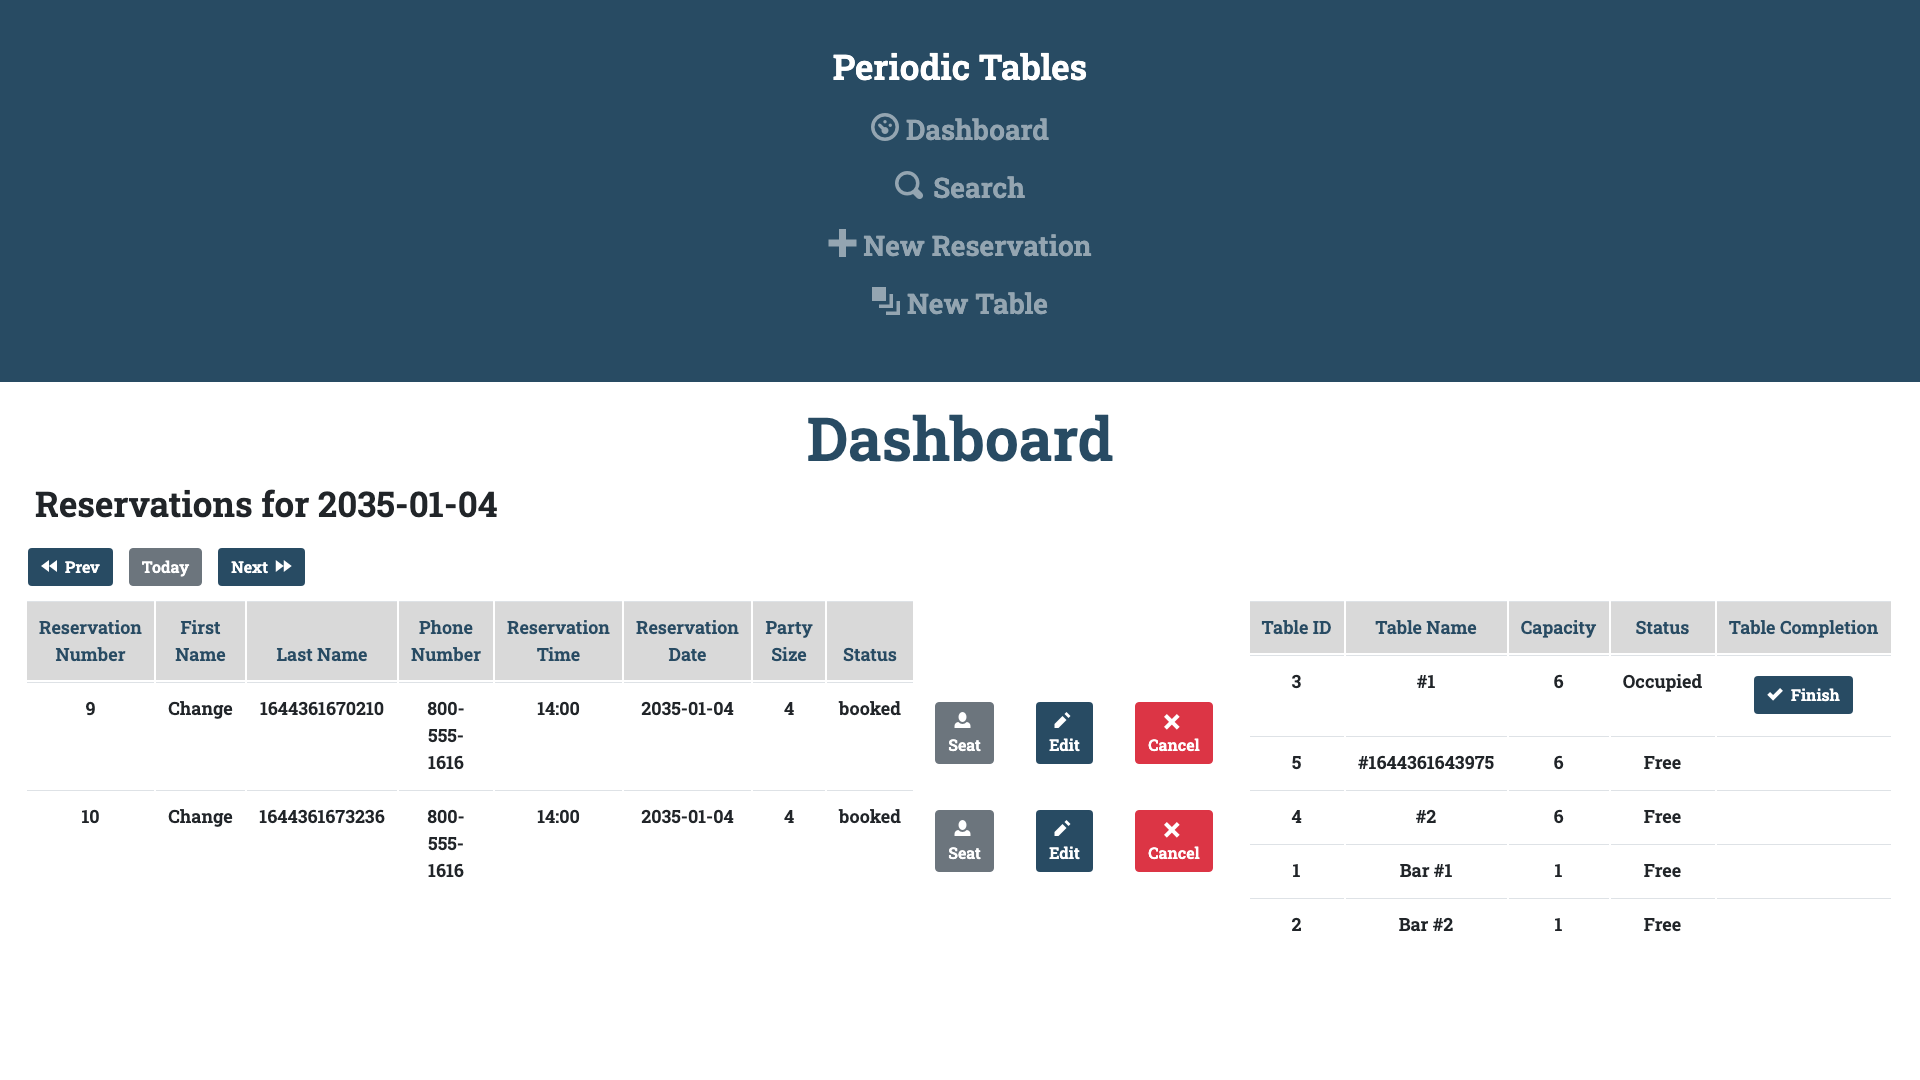 Periodic Tables
Dashboard
Search
New Reservation
New Table
Dashboard
Reservations for 2035-01-04
Prev Today Next
Reservation Number First Name Last Name Phone Number Reservation Time Reservation Date Party Size Status
9 Change 1644361670210 800-555-1616 14:00 2035-01-04 4 booked Seat Edit Cancel
10 Change 1644361673236 800-555-1616 14:00 2035-01-04 4 booked Seat Edit Cancel
Table ID Table Name Capacity Status Table Completion
3 #1 6 Occupied Finish
5 #1644361643975 6 Free
4 #2 6 Free
1 Bar #1 1 Free
2 Bar #2 1 Free